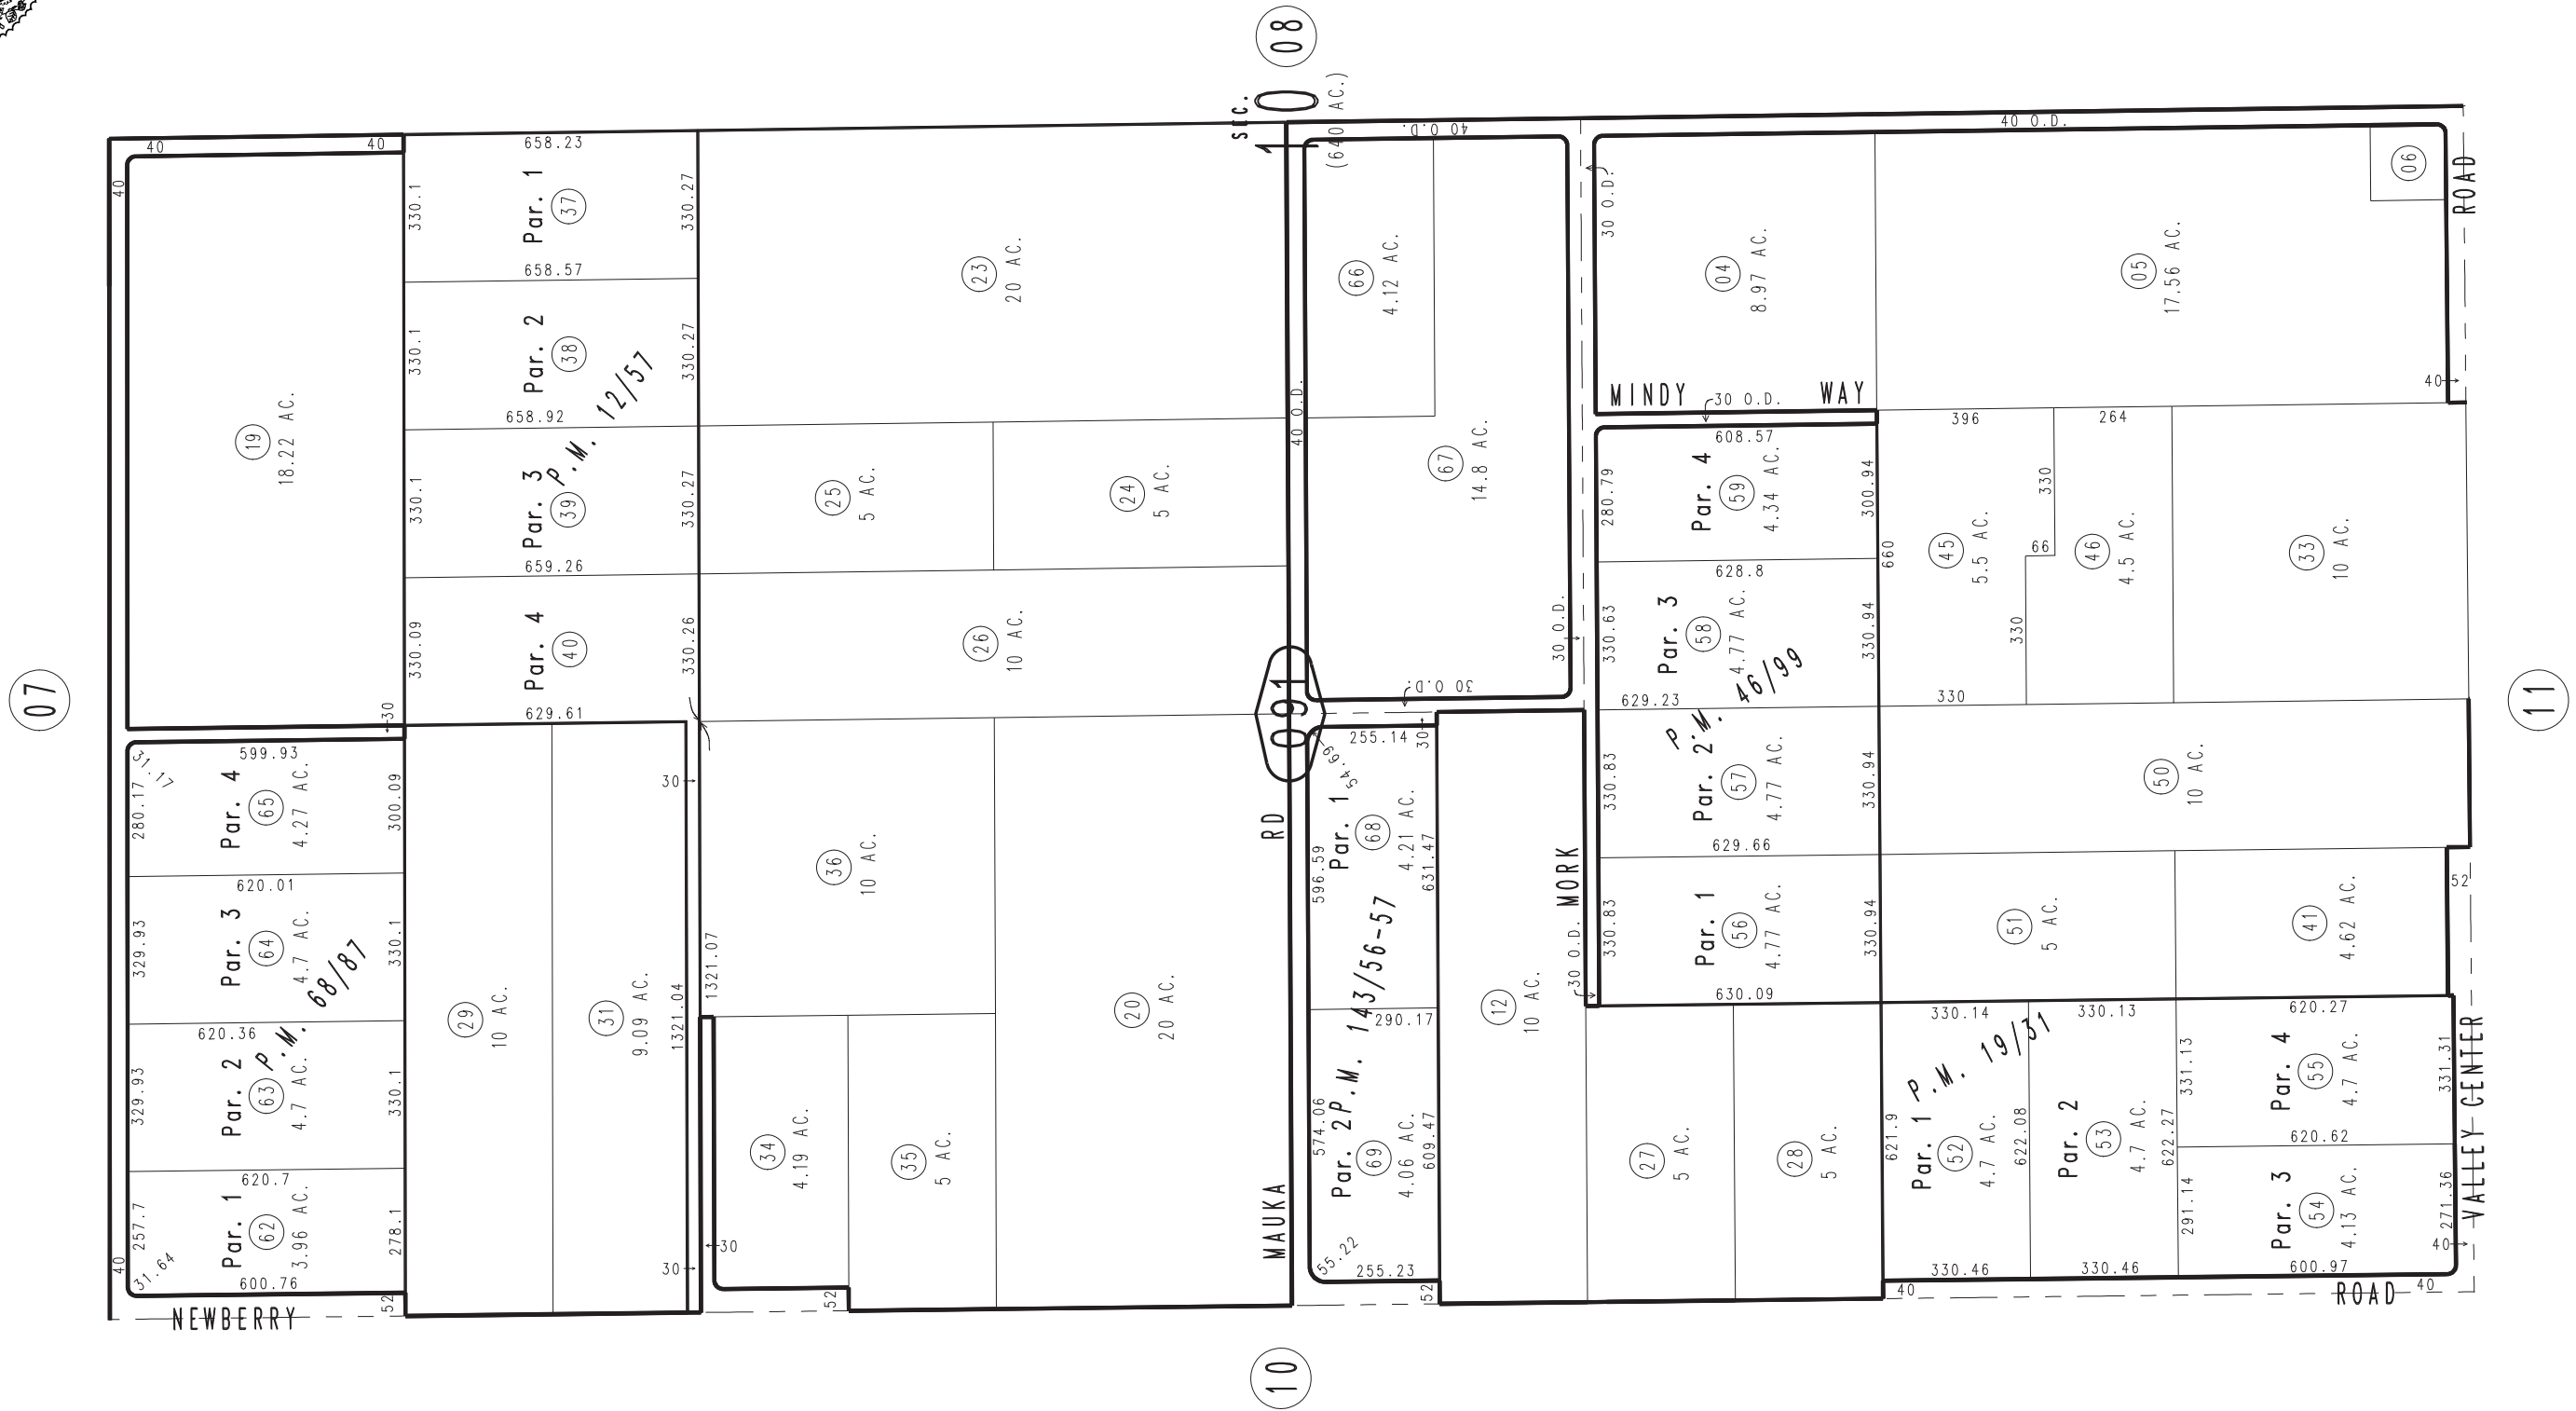 08
SEC. 10
(640 AC.)
07
11
10
091
40
40
40
19
18.22 AC.
30
658.23
330.1
Par. 1
37
330.27
658.57
330.1
Par. 2
38
330.27
658.92
P.M. 12/57
330.1
Par. 3
39
330.27
659.26
330.09
Par. 4
40
330.26
629.61
23
20 AC.
25
5 AC.
24
5 AC.
26
10 AC.
40 O.D.
40 O.D.
66
4.12 AC.
67
14.8 AC.
30 O.D.
30 O.D.
30 O.D.
40 O.D.
04
8.97 AC.
05
17.56 AC.
06
ROAD
40
MINDY WAY
30 O.D.
608.57
280.79
Par. 4
59
4.34 AC.
300.94
628.8
330.63
Par. 3
58
4.77 AC.
330.94
629.23
P.M. 46/99
330.83
Par. 2
57
4.77 AC.
330.94
629.66
330.83
Par. 1
56
4.77 AC.
330.94
630.09
396
264
330
660
45
5.5 AC.
66
46
4.5 AC.
330
330
33
10 AC.
50
10 AC.
51
5 AC.
41
4.62 AC.
52
599.93
31.17
280.17
Par. 4
65
4.27 AC.
300.09
620.01
329.93
Par. 3
64
4.7 AC.
330.1
P.M. 68/87
620.36
329.93
Par. 2
63
4.7 AC.
330.1
620.7
257.7
Par. 1
62
3.96 AC.
278.1
31.64
600.76
40
52
NEWBERRY
29
10 AC.
31
9.09 AC.
30
1321.04
1321.07
30
30
36
10 AC.
34
4.19 AC.
35
5 AC.
52
20
20 AC.
MAUKA RD
255.14
30
54.69
596.59
Par. 1
68
4.21 AC.
631.47
P.M. 143/56-57
290.17
574.06
Par. 2
69
4.06 AC.
609.47
55.22
255.23
52
MORK
30 O.D.
12
10 AC.
27
5 AC.
28
5 AC.
330.14
330.13
620.27
P.M. 19/31
621.9
Par. 1
52
4.7 AC.
622.08
Par. 2
53
4.7 AC.
622.27
331.13
Par. 4
55
4.7 AC.
331.31
620.62
291.14
Par. 3
54
4.13 AC.
271.36
40
330.46
330.46
600.97
40
40
ROAD
VALLEY CENTER